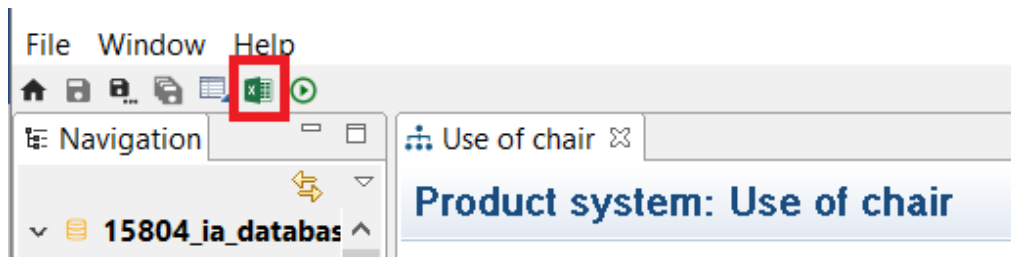 File Window Help
Navigation
Use of chair
Product system: Use of chair
15804_ia_databas